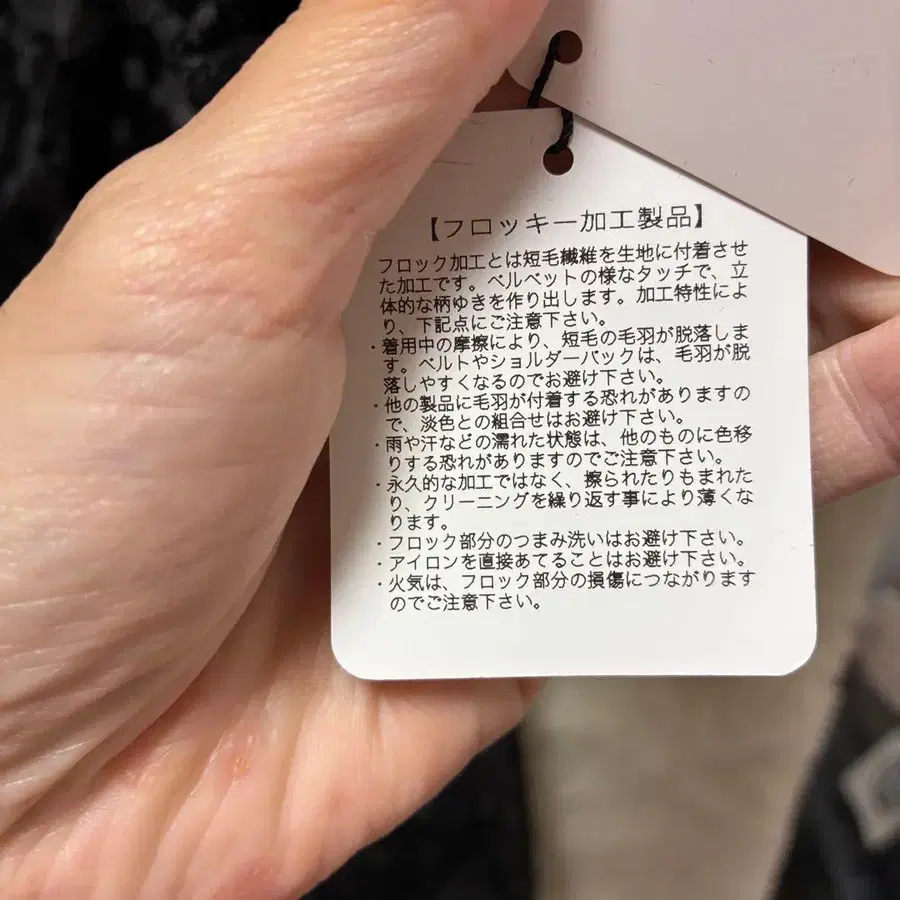 【フロッキー加工製品】
フロック加工とは短毛繊維を生地に付着させ
た加工です。ベルベットの様なタッチで、立
体的な柄ゆきを作り出します。加工特性によ
り、下記点にご注意下さい。
・着用中の摩擦により、短毛の毛羽が脱落しま
す。ベルトやショルダーバックは、毛羽が脱
落しやすくなるのでお避け下さい。
・他の製品に毛羽が付着する恐れがありますの
で、淡色との組合せはお避け下さい。
・雨や汗などの濡れた状態は、他のものに色移
りする恐れがありますのでご注意下さい。
・永久的な加工ではなく、擦られたりもまれた
り、クリーニングを繰り返す事により薄くな
ります。
・フロック部分のつまみ洗いはお避け下さい。
・アイロンを直接あてることはお避け下さい。
・火気は、フロック部分の損傷につながります
のでご注意下さい。